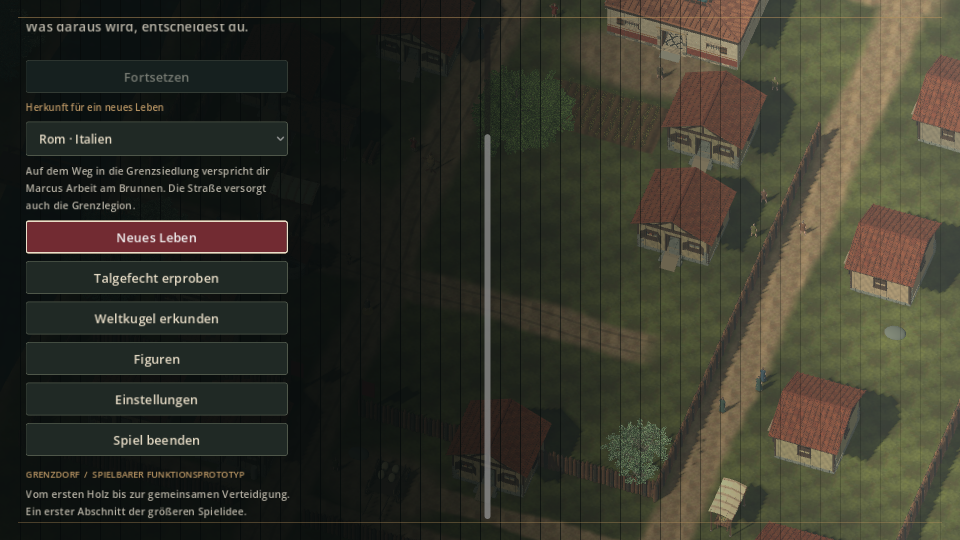 Was daraus wird, entscheidest du.
Fortsetzen
Herkunft für ein neues Leben
Rom · Italien
Auf dem Weg in die Grenzsiedlung verspricht dir
Marcus Arbeit am Brunnen. Die Straße versorgt
auch die Grenzlegion.
Neues Leben
Talgefecht erproben
Weltkugel erkunden
Figuren
Einstellungen
Spiel beenden
GRENZDORF / SPIELBARER FUNKTIONSPROTOTYP
Vom ersten Holz bis zur gemeinsamen Verteidigung.
Ein erster Abschnitt der größeren Spielidee.